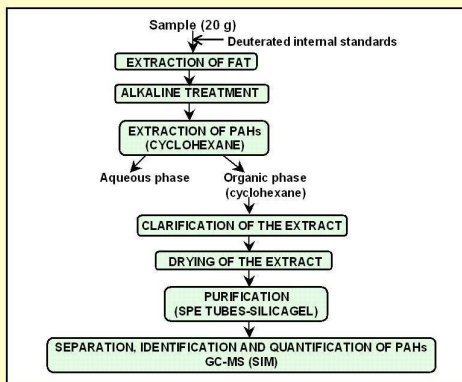 Sample (20 g)
Deuterated internal standards
EXTRACTION OF FAT
ALKALINE TREATMENT
EXTRACTION OF PAHs
(CYCLOHEXANE)
Aqueous phase
Organic phase
(cyclohexane)
CLARIFICATION OF THE EXTRACT
DRYING OF THE EXTRACT
PURIFICATION
(SPE TUBES-SILICAGEL)
SEPARATION, IDENTIFICATION AND QUANTIFICATION OF PAHs
GC-MS (SIM)